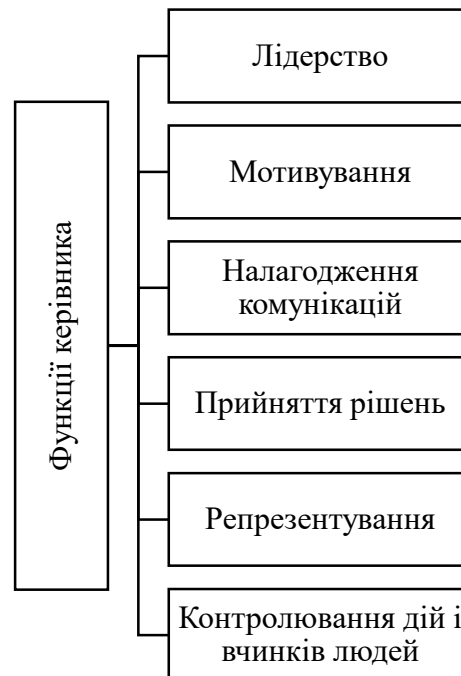 Функції керівника
Лідерство
Мотивування
Налагодження
комунікацій
Прийняття рішень
Репрезентування
Контролювання дій і
вчинків людей